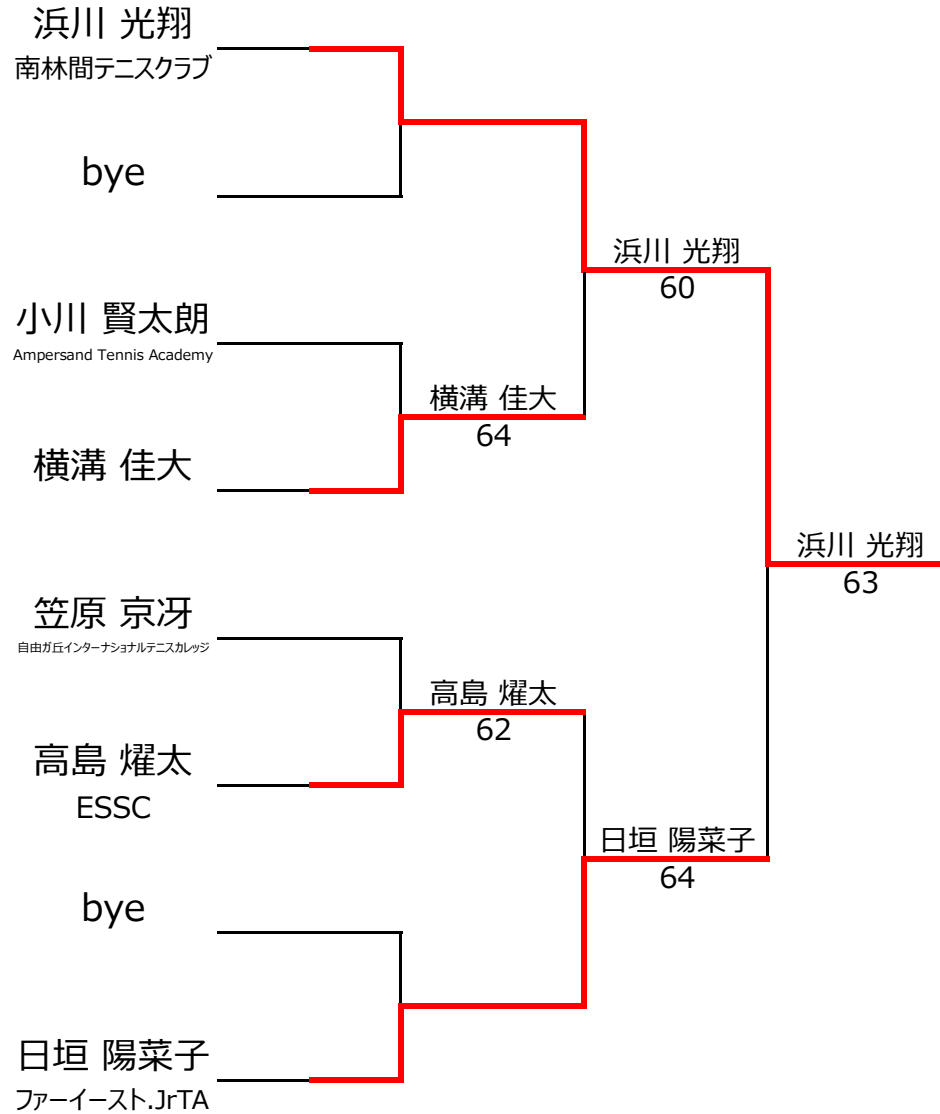 浜川 光翔
南林間テニスクラブ
bye
浜川 光翔
60
小川 賢太朗
Ampersand Tennis Academy
横溝 佳大
64
横溝 佳大
浜川 光翔
63
笠原 京冴
自由ガ丘インターナショナルテニスカレッジ
高島 燿太
62
高島 燿太
ESSC
日垣 陽菜子
64
bye
日垣 陽菜子
ファーイースト.JrTA